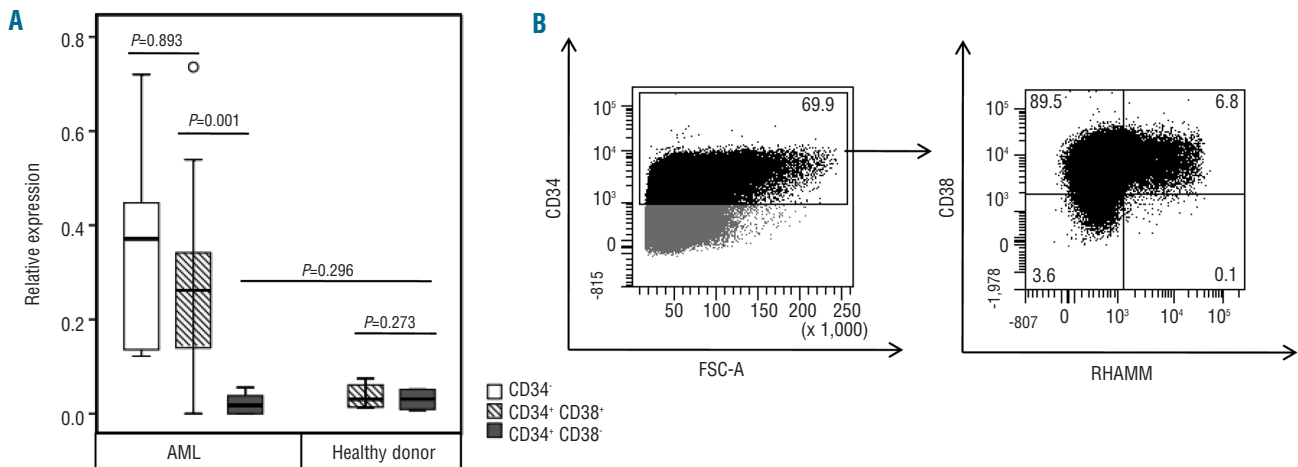 A
0.8
0.6
0.4
0.2
0.0
Relative expression
P=0.893
P=0.001
P=0.296
P=0.273
AML
Healthy donor
CD34-
CD34+ CD38+
CD34+ CD38-
B
69.9
10⁵
10⁴
10³
0
-815
CD34
50 100 150 200 250
(x 1,000)
FSC-A
89.5 6.8
3.6 0.1
10⁵
10⁴
10³
0
-1,978
CD38
-807 0 10³ 10⁴ 10⁵
RHAMM